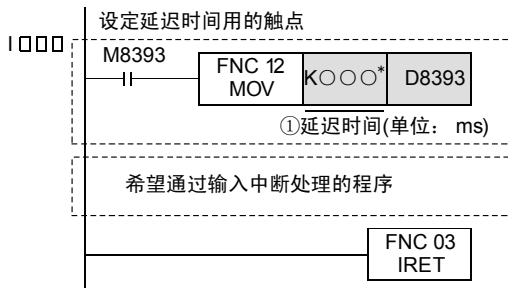 设定延迟时间用的触点
I□□□
M8393
FNC 12
MOV
K○○○*
D8393
①延迟时间(单位： ms)
希望通过输入中断处理的程序
FNC 03
IRET